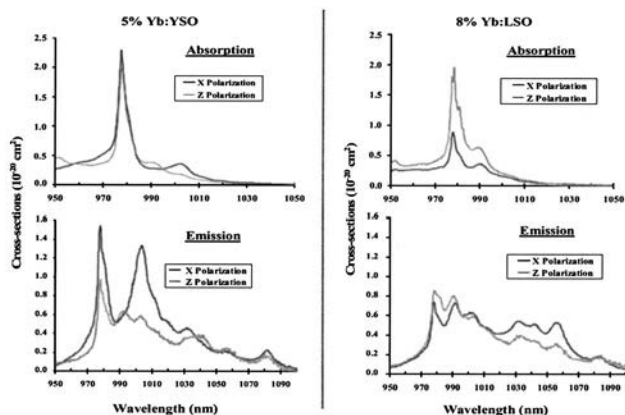 5% Yb:YSO
8% Yb:LSO
Absorption
X Polarization
Z Polarization
2.5
2.0
1.5
1.0
0.5
0.0
950 970 990 1010 1030 1050
Absorption
X Polarization
Z Polarization
2.5
2.0
1.5
1.0
0.5
0.0
950 970 990 1010 1030 1050
Cross-sections (10⁻²⁰ cm²)
Cross-sections (10⁻²⁰ cm²)
Emission
X Polarization
Z Polarization
1.6
1.4
1.2
1.0
0.8
0.6
0.4
0.2
0.0
950 970 990 1010 1030 1050 1070 1090
Wavelength (nm)
Emission
X Polarization
Z Polarization
1.6
1.4
1.2
1.0
0.8
0.6
0.4
0.2
0.0
950 970 990 1010 1030 1050 1070 1090
Wavelength (nm)